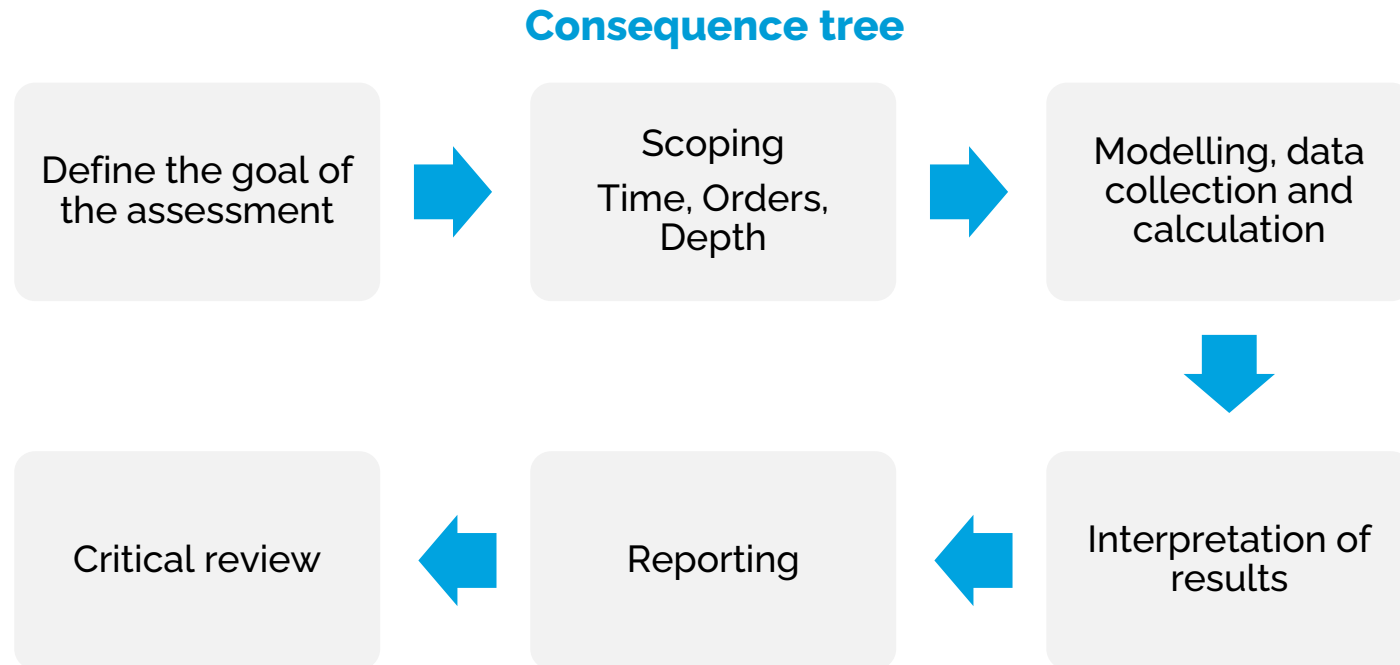 Consequence tree
Define the goal of
the assessment
Scoping
Time, Orders,
Depth
Modelling, data
collection and
calculation
Interpretation of
results
Reporting
Critical review